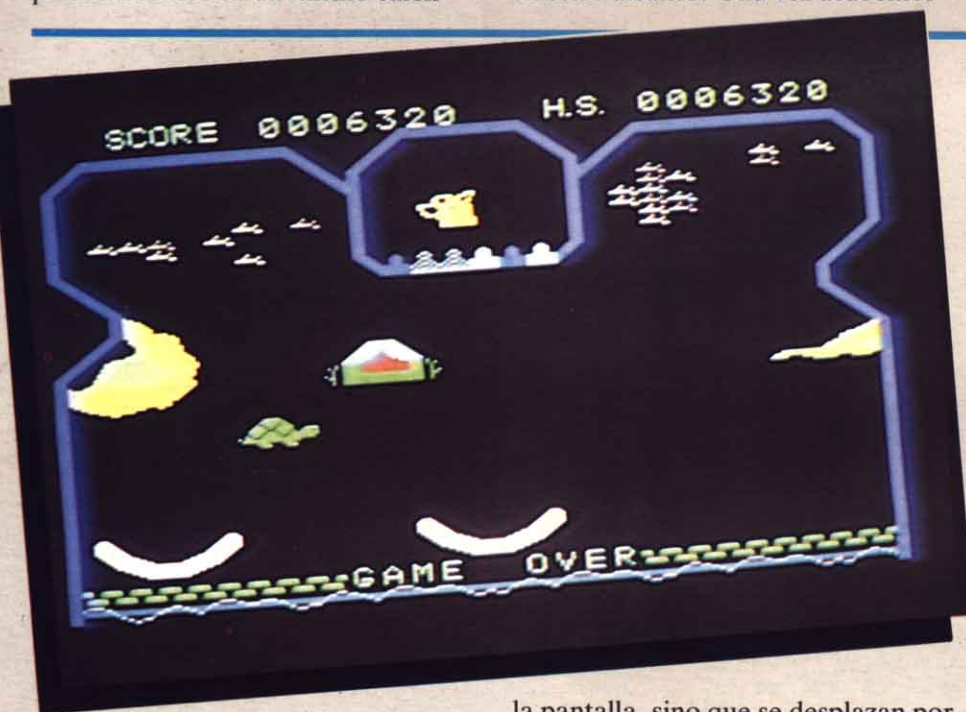 SCORE 0006320 H.S. 0006320
GAME OVER
la pantalla, sino que se desplazan por